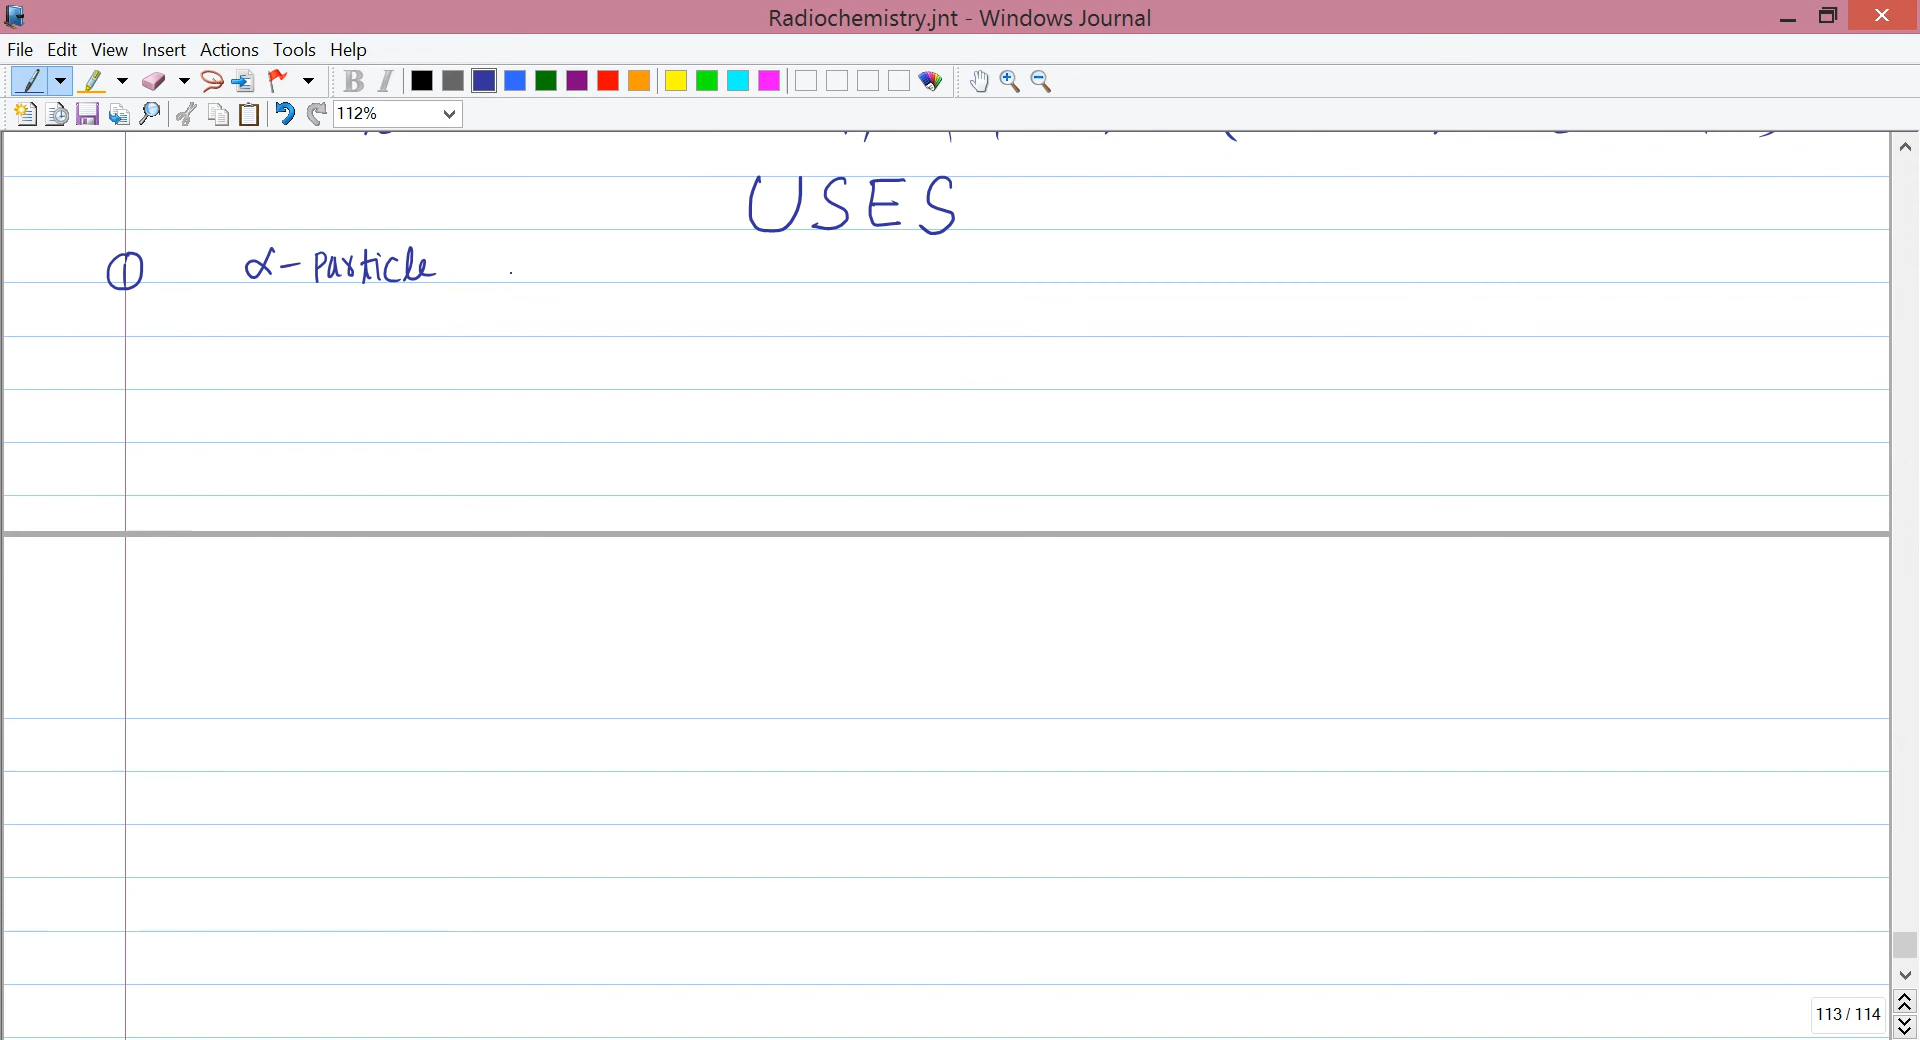 Radiochemistry.jnt - Windows Journal
File Edit View Insert Actions Tools Help
B I
112%
USES
① α-particle
113 / 114